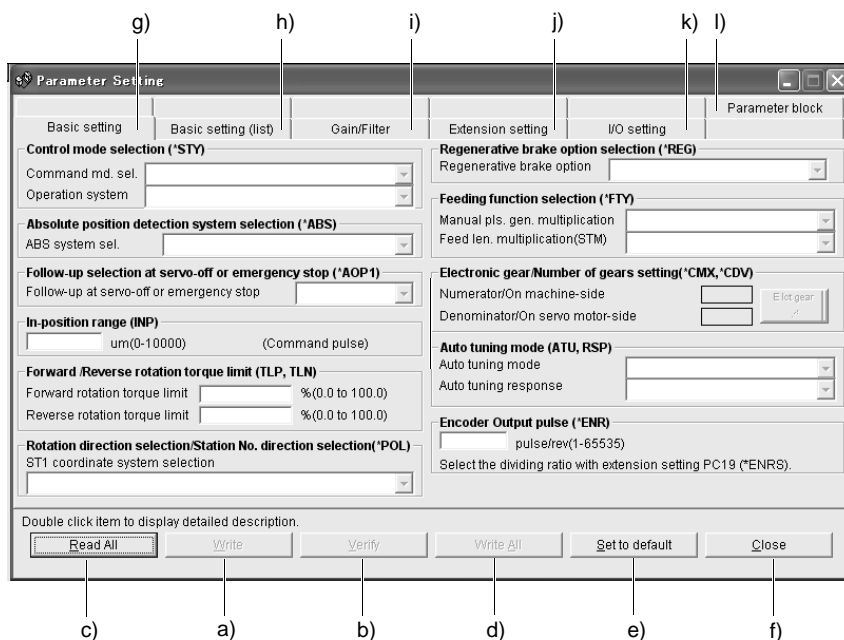 g) h) i) j) k) l)
Parameter Setting
Parameter block
Basic setting Basic setting (list) Gain/Filter Extension setting I/O setting
Control mode selection (*STY)
Command md. sel.
Operation system
Absolute position detection system selection (*ABS)
ABS system sel.
Follow-up selection at servo-off or emergency stop (*AOP1)
Follow-up at servo-off or emergency stop
In-position range (INP)
um(0-10000) (Command pulse)
Forward /Reverse rotation torque limit (TLP, TLN)
Forward rotation torque limit %(0.0 to 100.0)
Reverse rotation torque limit %(0.0 to 100.0)
Rotation direction selection/Station No. direction selection(*POL)
ST1 coordinate system selection
Regenerative brake option selection (*REG)
Regenerative brake option
Feeding function selection (*FTY)
Manual pls. gen. multiplication
Feed len. multiplication(STM)
Electronic gear/Number of gears setting(*CMX,*CDV)
Numerator/On machine-side
Denominator/On servo motor-side
gear
Auto tuning mode (ATU, RSP)
Auto tuning mode
Auto tuning response
Encoder Output pulse (*ENR)
pulse/rev(1-65535)
Select the dividing ratio with extension setting PC19 (*ENRS).
Double click item to display detailed description.
Read All Write Verify Write All Set to default Close
c) a) b) d) e) f)